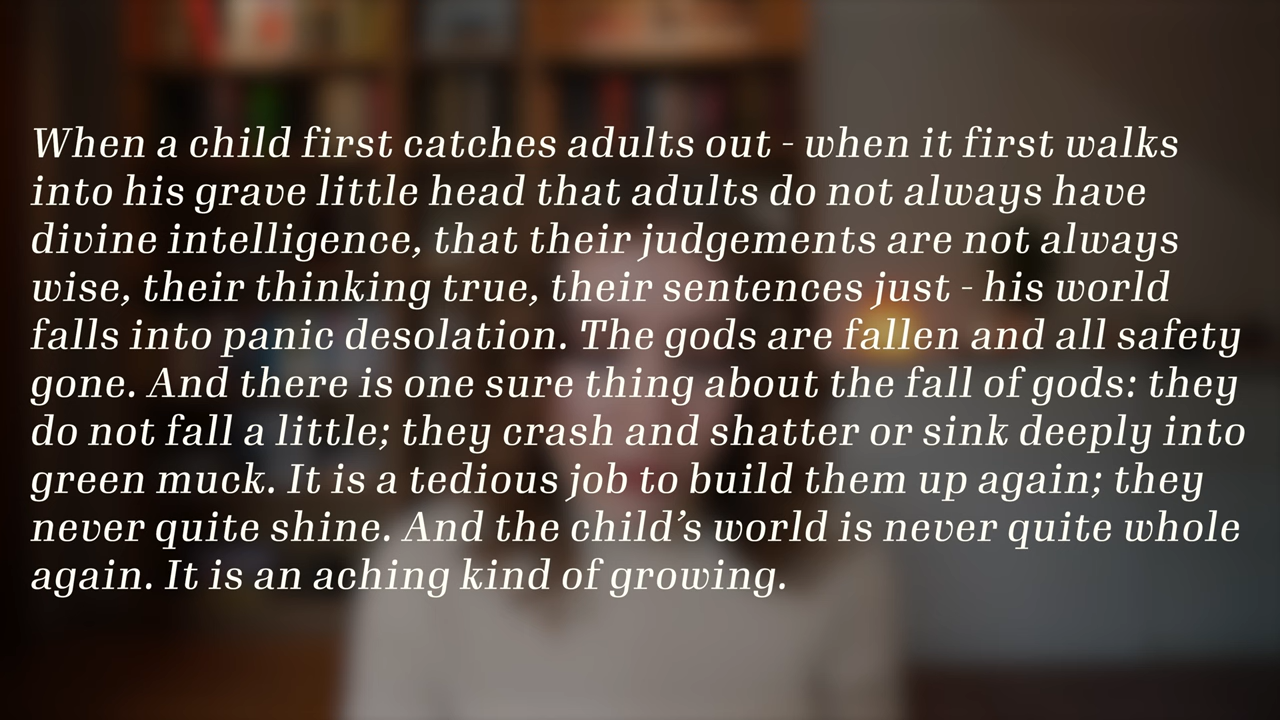 When a child first catches adults out - when it first walks
into his grave little head that adults do not always have
divine intelligence, that their judgements are not always
wise, their thinking true, their sentences just - his world
falls into panic desolation. The gods are fallen and all safety
gone. And there is one sure thing about the fall of gods: they
do not fall a little; they crash and shatter or sink deeply into
green muck. It is a tedious job to build them up again; they
never quite shine. And the child’s world is never quite whole
again. It is an aching kind of growing.